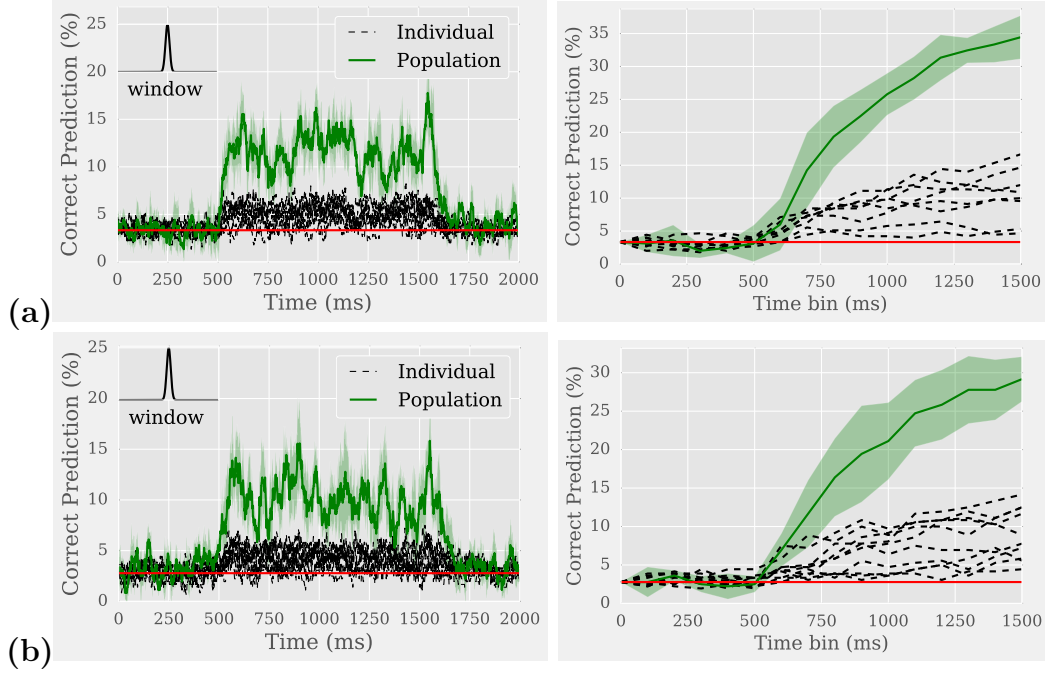 (a)
Correct Prediction (%)
25
20
15
10
5
0
window
Individual
Population
0 250 500 750 1000 1250 1500 1750 2000
Time (ms)
Correct Prediction (%)
35
30
25
20
15
10
5
0
0 250 500 750 1000 1250 1500
Time bin (ms)
(b)
Correct Prediction (%)
25
20
15
10
5
0
window
Individual
Population
0 250 500 750 1000 1250 1500 1750 2000
Time (ms)
Correct Prediction (%)
30
25
20
15
10
5
0
0 250 500 750 1000 1250 1500
Time bin (ms)